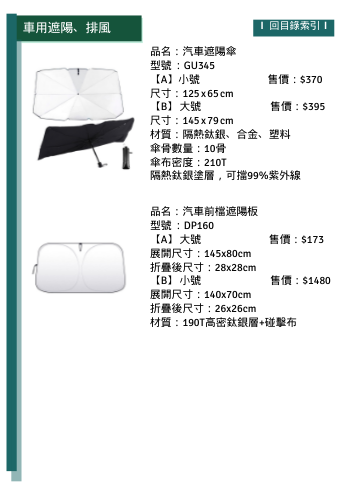 車用遮陽、排風
I 回目錄索引 I
品名：汽車遮陽傘
型號：GU345
【A】小號 售價：$370
尺寸：125x65cm
【B】大號 售價：$395
尺寸：145x79cm
材質：隔熱鈦銀、合金、塑料
傘骨數量：10骨
傘布密度：210T
隔熱鈦銀塗層，可擋99%紫外線
品名：汽車前檔遮陽板
型號：DP160
【A】大號 售價：$173
展開尺寸：145x80cm
折疊後尺寸：28x28cm
【B】小號 售價：$1480
展開尺寸：140x70cm
折疊後尺寸：26x26cm
材質：190T高密鈦銀層+碰擊布